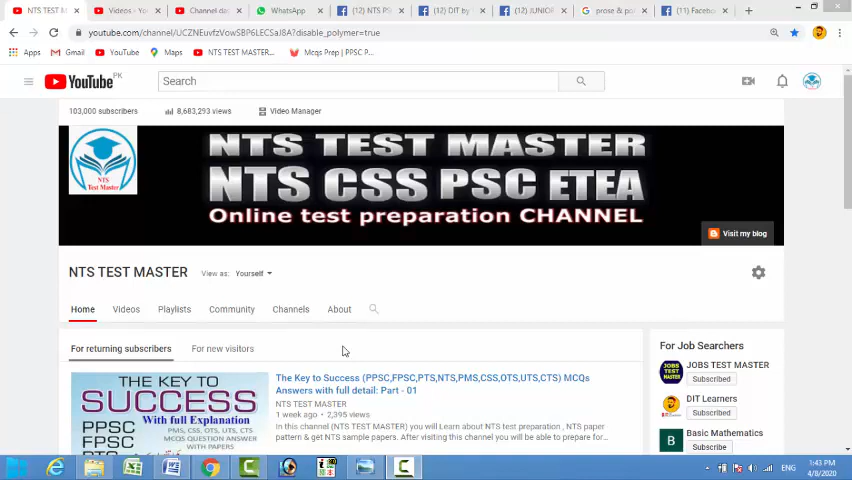 NTS TEST M
Videos - Yo
Channel da
WhatsApp
(12) NTS PS
(12) DIT by
(12) JUNIOR
prose & po
(11) Facebo
youtube.com/channel/UCZNEuvfzVowSBP6LECSaJ8A?disable_polymer=true
Apps Gmail YouTube Maps NTS TEST MASTER... Mcqs Prep | PPSC P...
YouTube PK
Search
103,000 subscribers 8,683,293 views Video Manager
NTS TEST MASTER
NTS CSS PSC ETEA
Online test preparation CHANNEL
NTS
Test Master
Visit my blog
NTS TEST MASTER View as: Yourself
Home Videos Playlists Community Channels About
For returning subscribers For new visitors
THE KEY TO
SUCCESS
With full Explanation
PPSC PMS, CSS, OTS, UTS, CTS
FPSC MCQS QUESTION ANSWER
PTS WITH PAPERS
The Key to Success (PPSC,FPSC,PTS,NTS,PMS,CSS,OTS,UTS,CTS) MCQs
Answers with full detail: Part - 01
NTS TEST MASTER
1 week ago • 2,395 views
In this channel (NTS TEST MASTER) you will Learn about NTS test preparation , NTS paper
pattern & get NTS sample papers. After visiting this channel you will be able to prepare for...
For Job Searchers
JOBS TEST MASTER
Subscribed
DIT Learners
Subscribed
B
Basic Mathematics
Subscribe
ENG
1:43 PM
4/8/2020